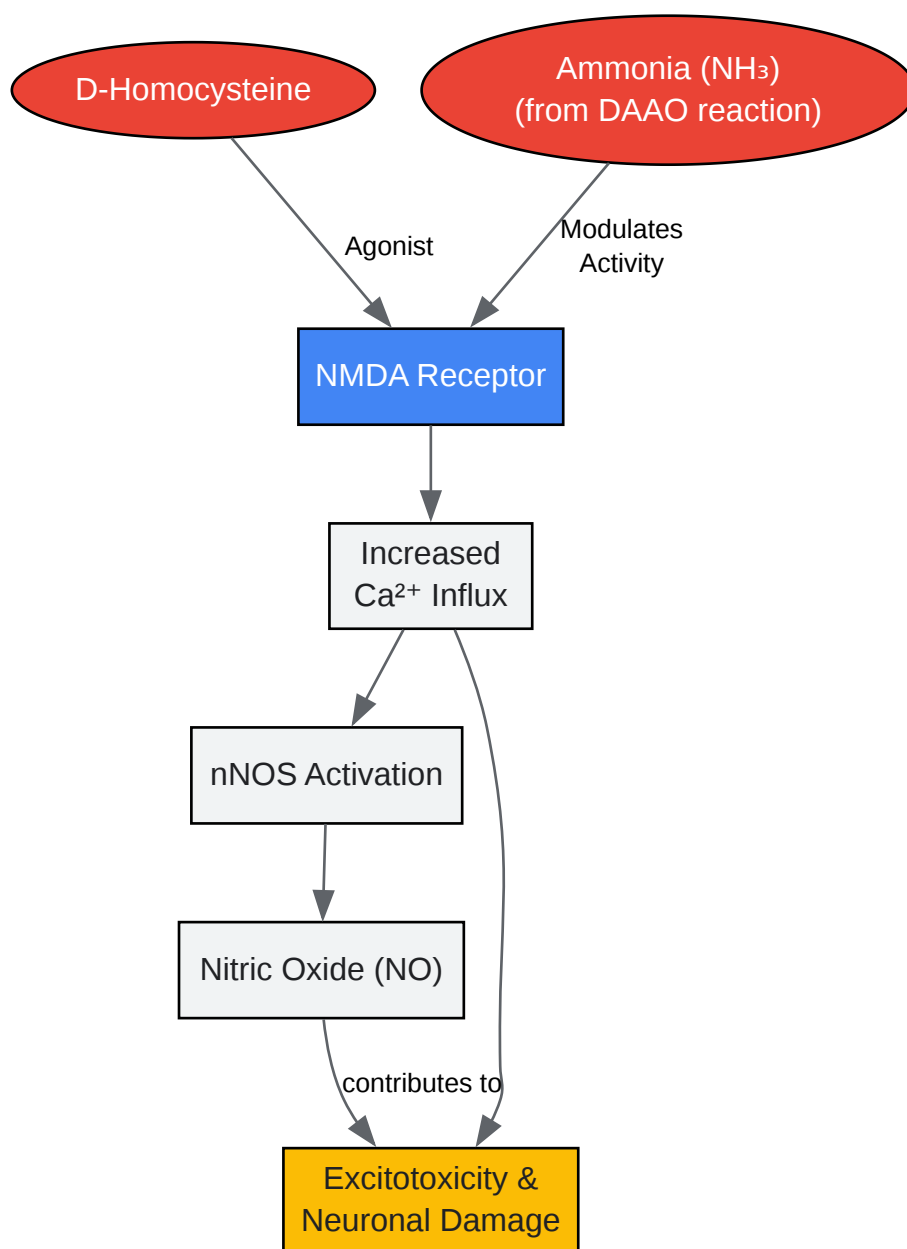 D-Homocysteine
Ammonia (NH₃)
(from DAAO reaction)
Agonist
Modulates
Activity
NMDA Receptor
Increased
Ca²⁺ Influx
nNOS Activation
Nitric Oxide (NO)
contributes to
Excitotoxicity &
Neuronal Damage